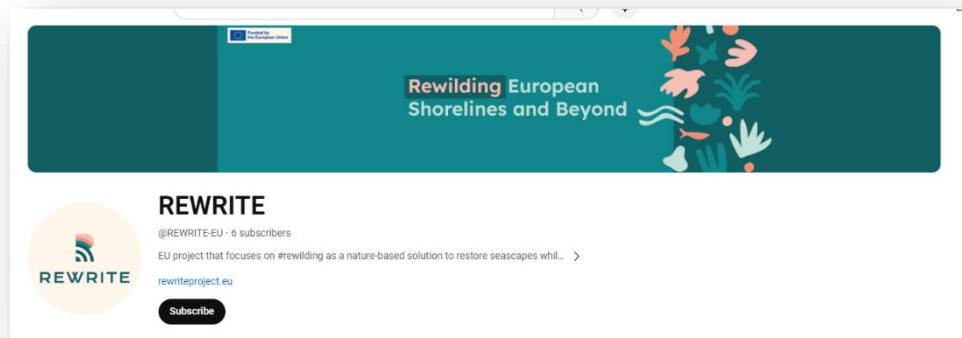 Funded by
the European Union
Rewilding European
Shorelines and Beyond
REWRITE
REWRITE
@REWRITE-EU · 6 subscribers
EU project that focuses on #rewilding as a nature-based solution to restore seascapes whil...
rewriteproject.eu
Subscribe